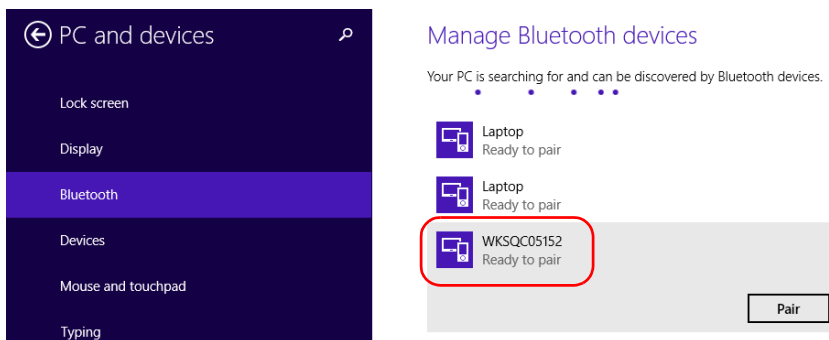 PC and devices
Lock screen
Display
Bluetooth
Devices
Mouse and touchpad
Typing
Manage Bluetooth devices
Your PC is searching for and can be discovered by Bluetooth devices.
Laptop
Ready to pair
Laptop
Ready to pair
WKSQC05152
Ready to pair
Pair